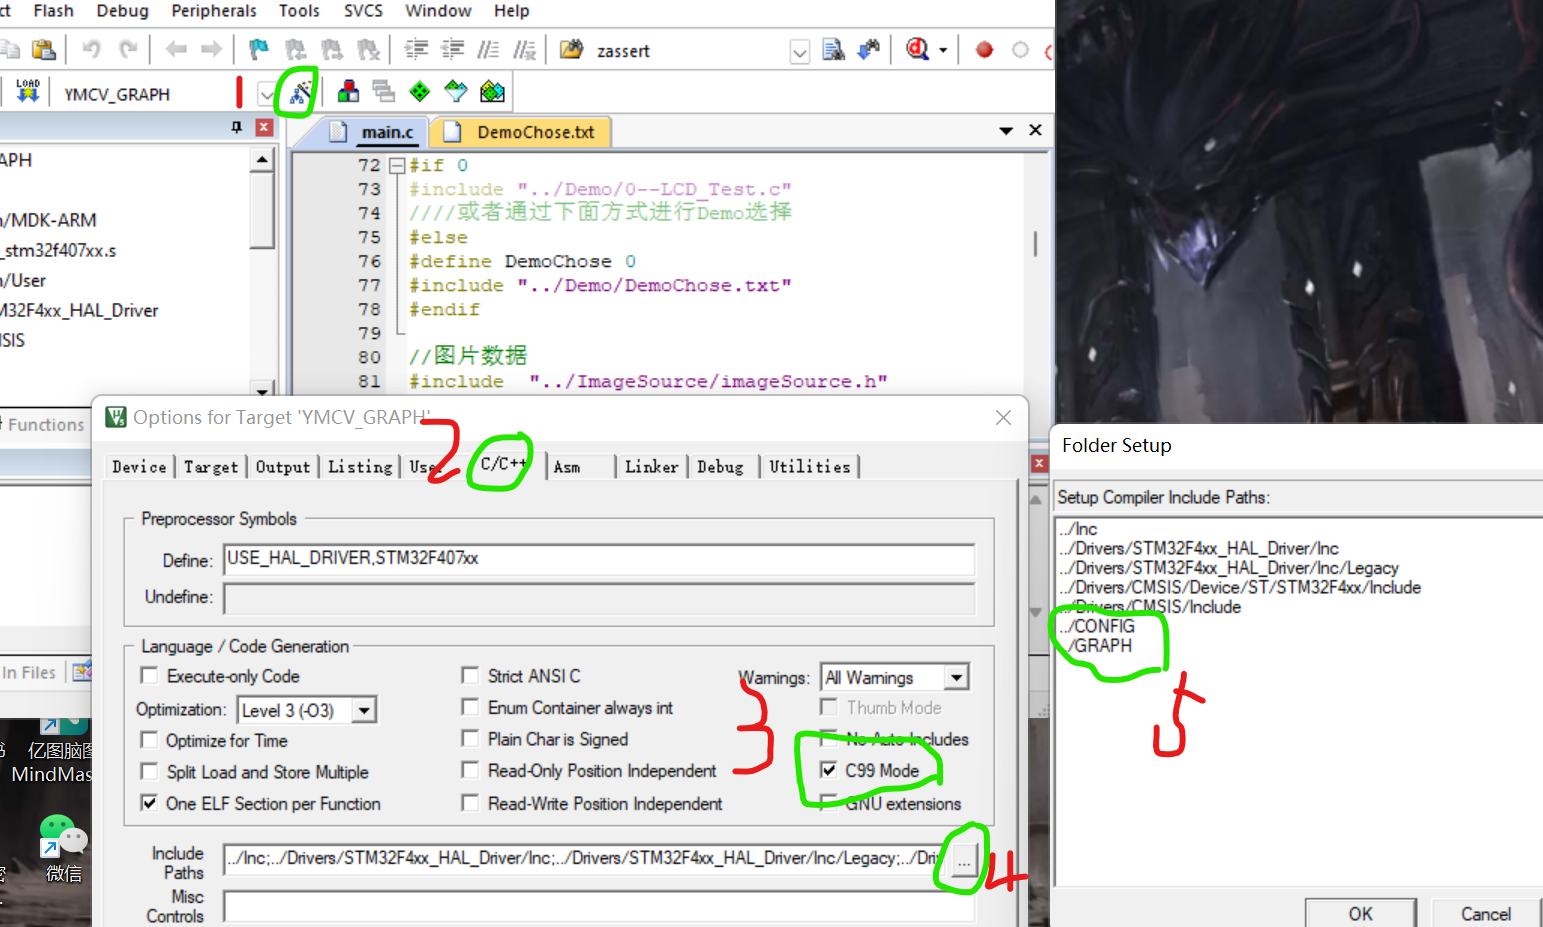 Flash Debug Peripherals Tools SVCS Window Help
zassert
LOAD YMCV_GRAPH 1
main.c DemoChose.txt
APH
/MDK-ARM
_stm32f407xx.s
/User
32F4xx_HAL_Driver
SIS
Functions
In Files
72 #if 0
73 #include "../Demo/0--LCD_Test.c"
74 ////或者通过下面方式进行Demo选择
75 #else
76 #define DemoChose 0
77 #include "../Demo/DemoChose.txt"
78 #endif
79
80 //图片数据
81 #include "../ImageSource/imageSource.h"
Options for Target 'YMCV_GRAPH'
2
Device Target Output Listing User C/C++ Asm Linker Debug Utilities
Preprocessor Symbols
Define: USE_HAL_DRIVER,STM32F407xx
Undefine:
Language / Code Generation
Execute-only Code Strict ANSI C Warnings: All Warnings
Optimization: Level 3 (-O3) Enum Container always int Thumb Mode
Optimize for Time Plain Char is Signed No Auto Includes
Split Load and Store Multiple Read-Only Position Independent C99 Mode
One ELF Section per Function Read-Write Position Independent GNU extensions
3
Include Paths ../Inc;../Drivers/STM32F4xx_HAL_Driver/Inc;../Drivers/STM32F4xx_HAL_Driver/Inc/Legacy;../Dri ...
4
Misc Controls
亿图脑图
MindMas
微信
Folder Setup
Setup Compiler Include Paths:
../Inc
../Drivers/STM32F4xx_HAL_Driver/Inc
../Drivers/STM32F4xx_HAL_Driver/Inc/Legacy
../Drivers/CMSIS/Device/ST/STM32F4xx/Include
../Drivers/CMSIS/Include
../CONFIG
../GRAPH
5
OK Cancel